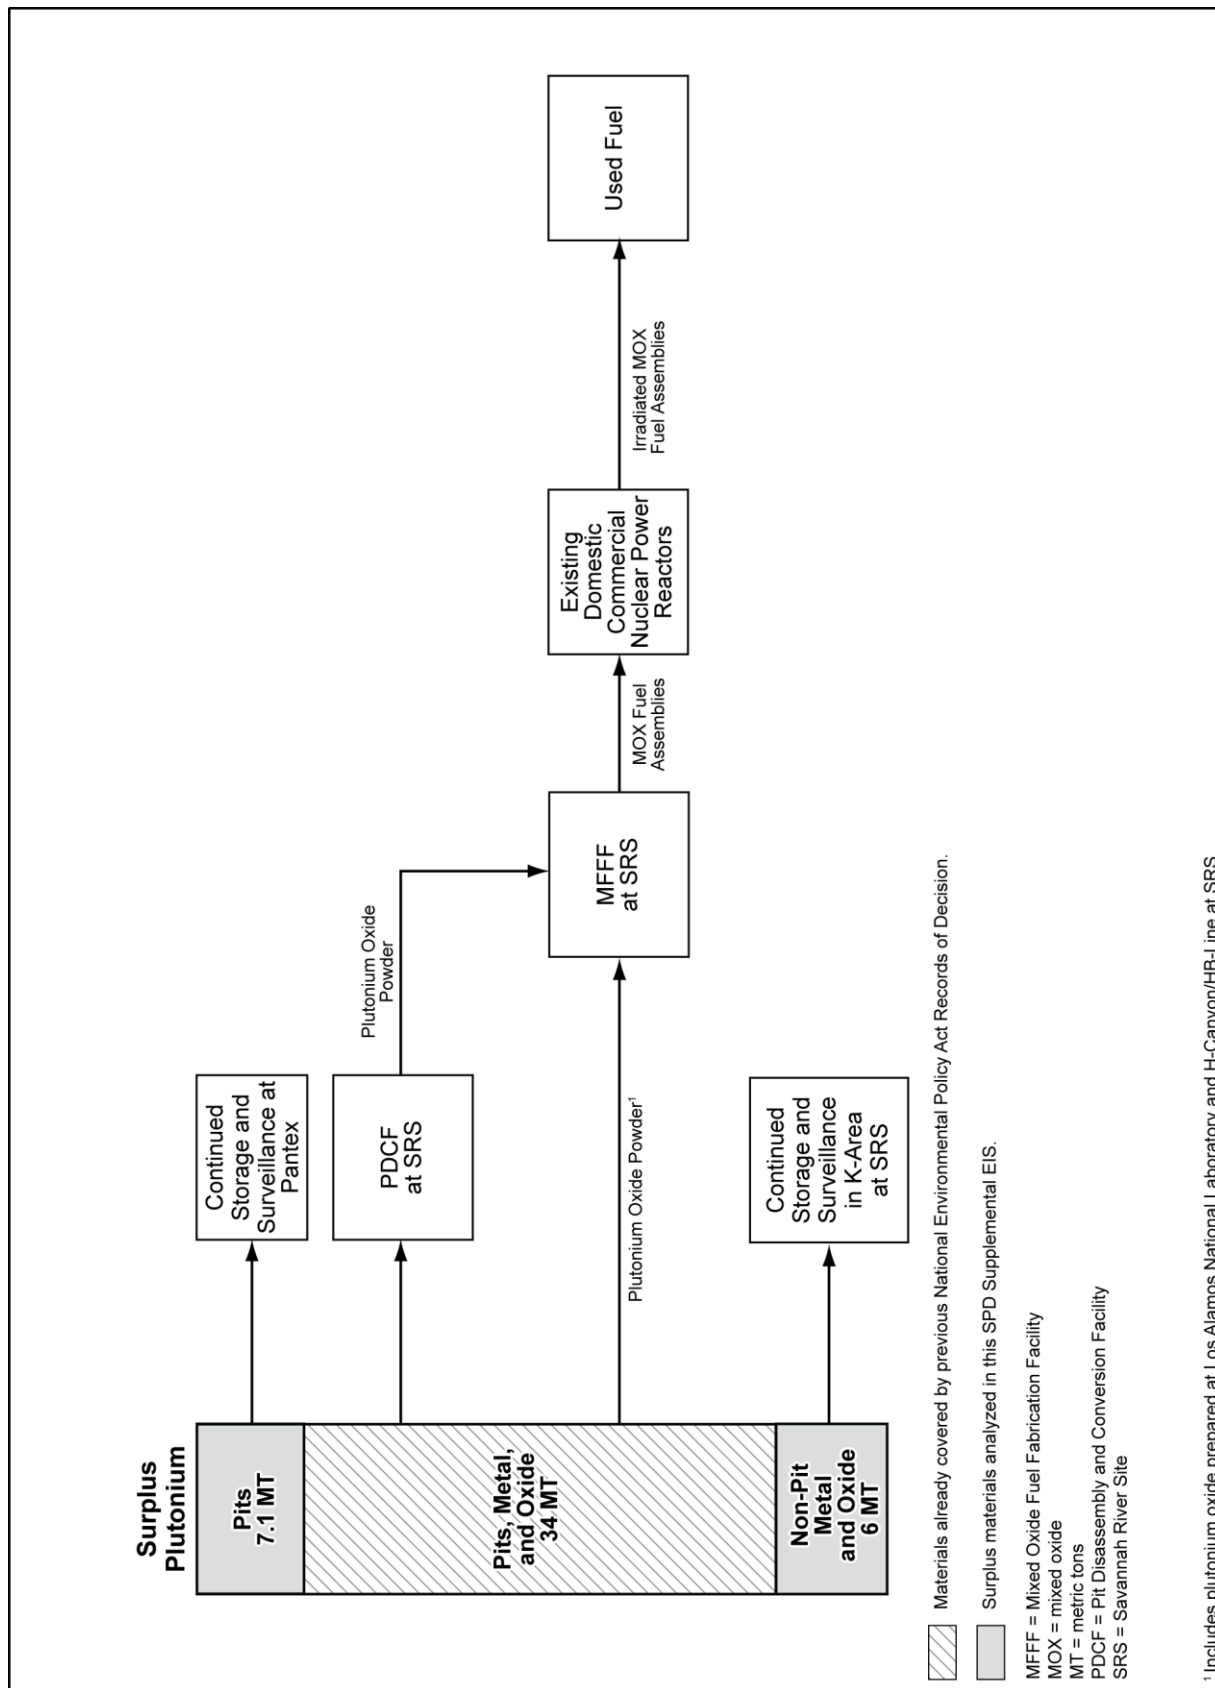 Surplus
Plutonium
Pits
7.1 MT
Pits, Metal,
and Oxide
34 MT
Non-Pit
Metal
and Oxide
6 MT
Continued
Storage and
Surveillance at
Pantex
PDCF
at SRS
Plutonium Oxide
Powder
Plutonium Oxide Powder¹
Continued
Storage and
Surveillance
in K-Area
at SRS
MFFF
at SRS
MOX Fuel
Assemblies
Existing
Domestic
Commercial
Nuclear Power
Reactors
Irradiated MOX
Fuel Assemblies
Used Fuel
Materials already covered by previous National Environmental Policy Act Records of Decision.
Surplus materials analyzed in this SPD Supplemental EIS.
MFFF = Mixed Oxide Fuel Fabrication Facility
MOX = mixed oxide
MT = metric tons
PDCF = Pit Disassembly and Conversion Facility
SRS = Savannah River Site
¹ Includes plutonium oxide prepared at Los Alamos National Laboratory and H-Canyon/HB-Line at SRS